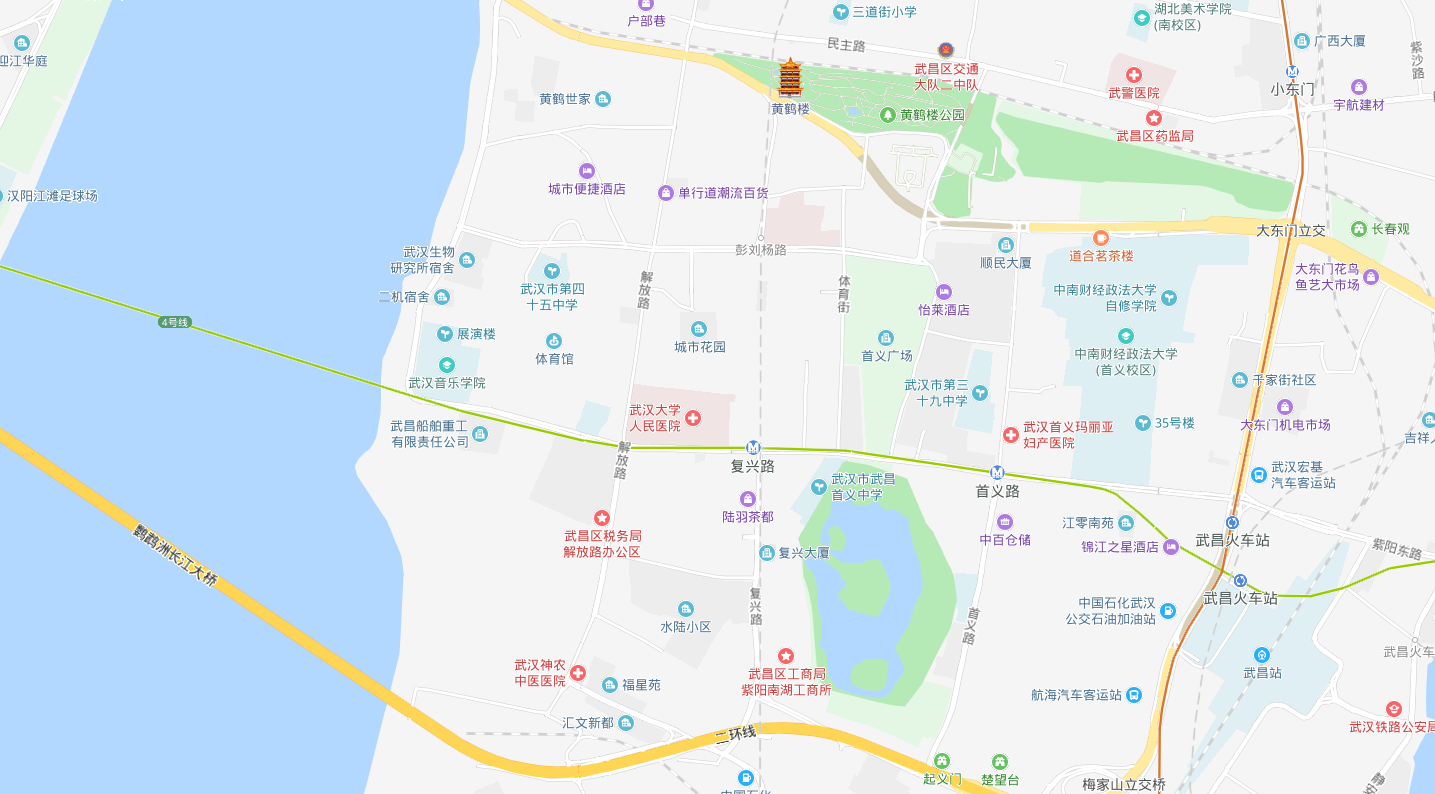 户部巷
三道街小学
湖北美术学院
(南校区)
迎江华庭
民主路
广西大厦
紫沙路
武昌区交通
大队二中队
武警医院
小东门
宇航建材
黄鹤世家
黄鹤楼
黄鹤楼公园
武昌区药监局
汉阳江滩足球场
城市便捷酒店
单行道潮流百货
武汉生物
研究所宿舍
彭刘杨路
顺民大厦
道合茗茶楼
大东门立交
长春观
大东门花鸟
鱼艺大市场
二机宿舍
武汉市第四
十五中学
解放路
体育街
怡莱酒店
中南财经政法大学
自修学院
4号线
展演楼
体育馆
城市花园
首义广场
中南财经政法大学
(首义校区)
武汉音乐学院
武汉市第三
十九中学
千家街社区
武昌船舶重工
有限责任公司
武汉大学
人民医院
武汉首义玛丽亚
妇产医院
35号楼
大东门机电市场
吉祥人
解放路
复兴路
首义路
武汉宏基
汽车客运站
武汉市武昌
首义中学
陆羽茶都
武昌区税务局
解放路办公区
中百仓储
江零南苑
锦江之星酒店
武昌火车站
紫阳东路
鹦鹉洲长江大桥
复兴大厦
武昌火车站
复兴路
水陆小区
首义路
中国石化武汉
公交石油加油站
武汉神农
中医医院
福星苑
武昌区工商局
紫阳南湖工商所
武昌站
武昌火车
航海汽车客运站
汇文新都
二环线
武汉铁路公安局
起义门
楚望台
梅家山立交桥
静安
中国石化